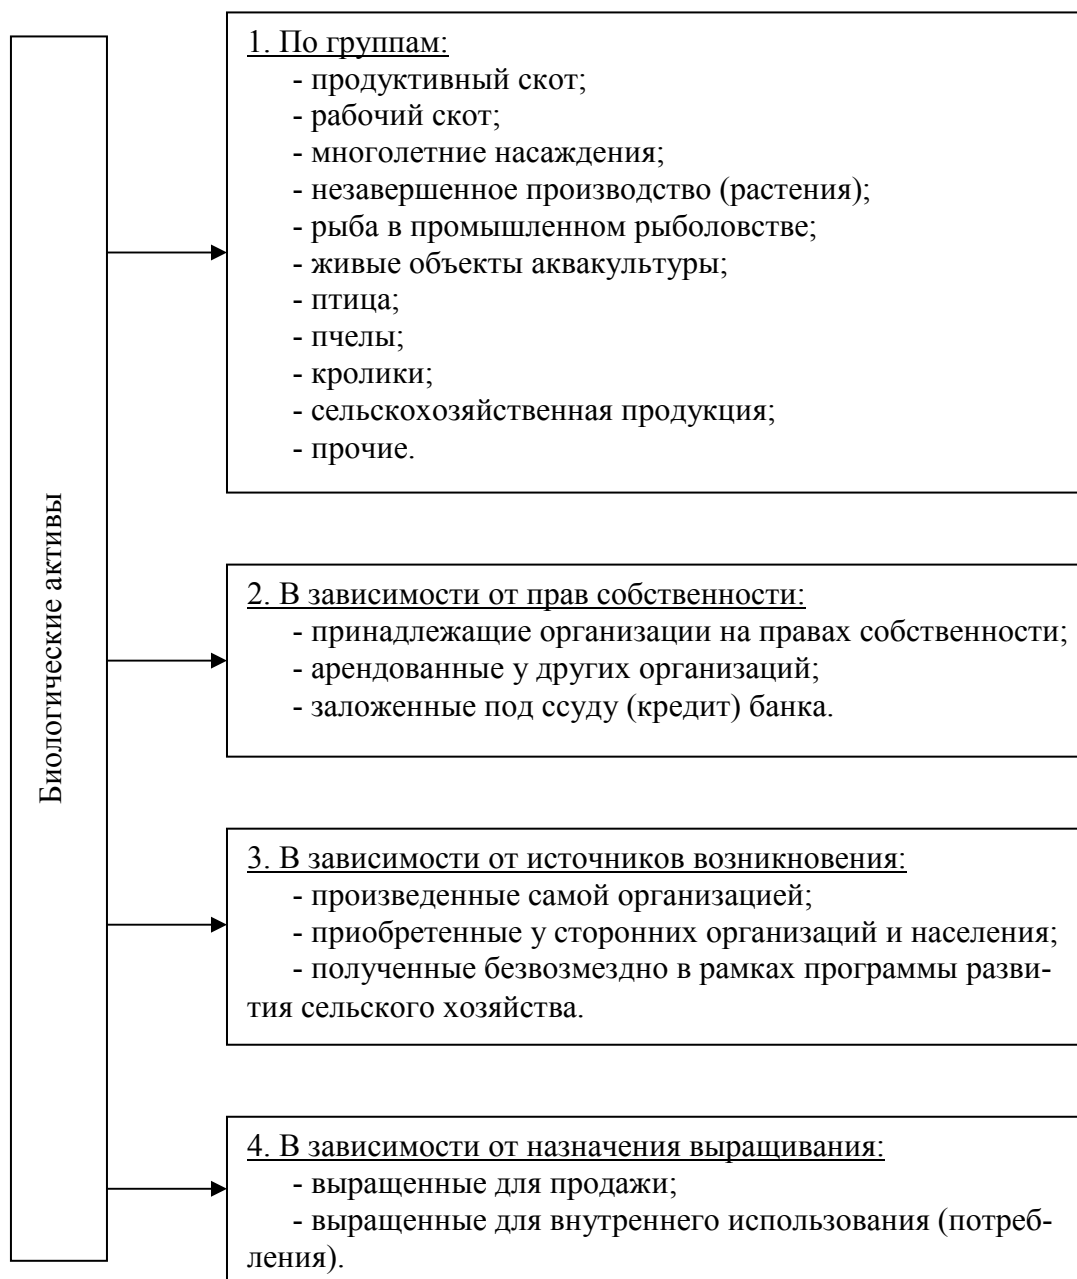 Биологические активы
1. По группам:
- продуктивный скот;
- рабочий скот;
- многолетние насаждения;
- незавершенное производство (растения);
- рыба в промышленном рыболовстве;
- живые объекты аквакультуры;
- птица;
- пчелы;
- кролики;
- сельскохозяйственная продукция;
- прочие.
2. В зависимости от прав собственности:
- принадлежащие организации на правах собственности;
- арендованные у других организаций;
- заложенные под ссуду (кредит) банка.
3. В зависимости от источников возникновения:
- произведенные самой организацией;
- приобретенные у сторонних организаций и населения;
- полученные безвозмездно в рамках программы разви-
тия сельского хозяйства.
4. В зависимости от назначения выращивания:
- выращенные для продажи;
- выращенные для внутреннего использования (потреб-
ления).